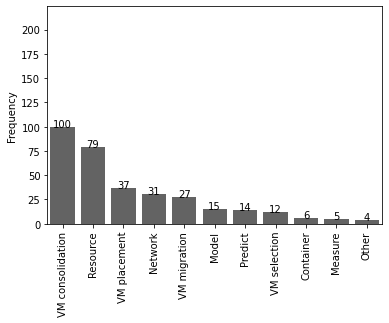 200
175
150
125
100
75
50
25
0
Frequency
100
79
37
31
27
15
14
12
6
5
4
VM consolidation
Resource
VM placement
Network
VM migration
Model
Predict
VM selection
Container
Measure
Other